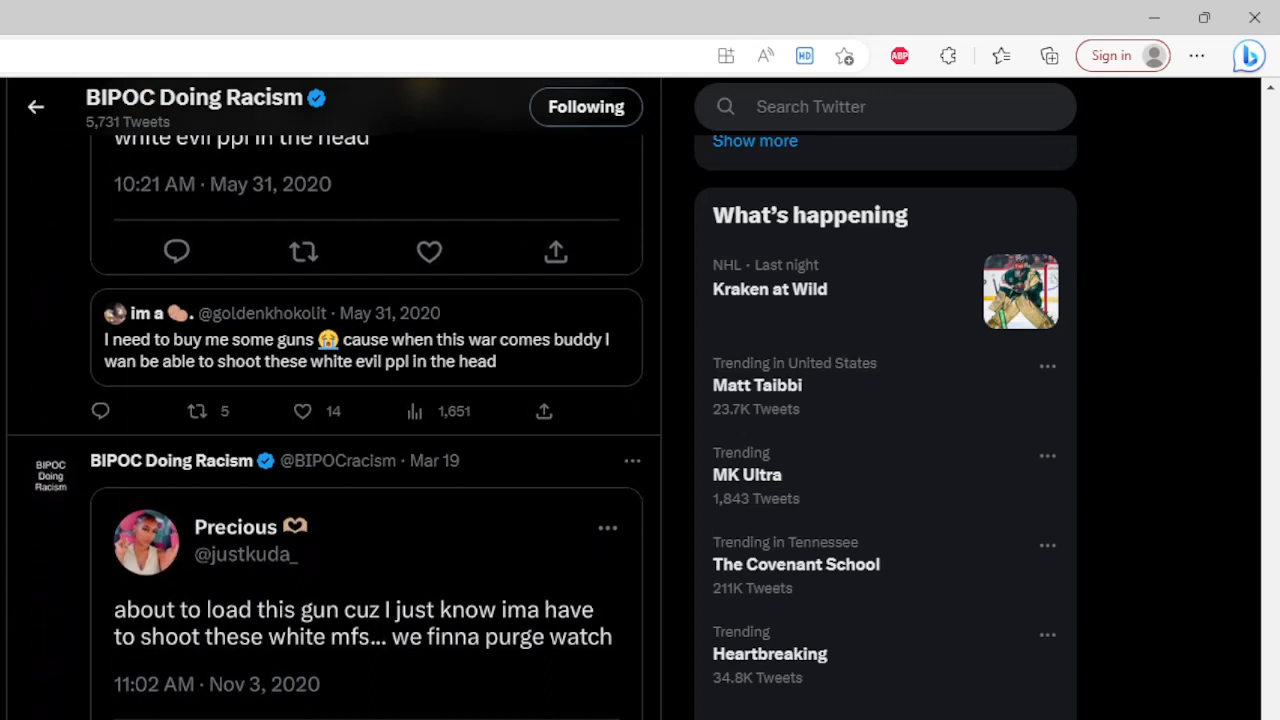 Sign in
BIPOC Doing Racism
5,731 Tweets
Following
white evil ppl in the head
10:21 AM · May 31, 2020
im a 🥔. @goldenkhokolit · May 31, 2020
I need to buy me some guns 😭 cause when this war comes buddy I
wan be able to shoot these white evil ppl in the head
5
14
1,651
BIPOC
Doing
Racism
BIPOC Doing Racism @BIPOCracism · Mar 19
Precious 🫶🏽
@justkuda_
about to load this gun cuz I just know ima have
to shoot these white mfs... we finna purge watch
11:02 AM · Nov 3, 2020
Search Twitter
Show more
What's happening
NHL · Last night
Kraken at Wild
Trending in United States
Matt Taibbi
23.7K Tweets
Trending
MK Ultra
1,843 Tweets
Trending in Tennessee
The Covenant School
211K Tweets
Trending
Heartbreaking
34.8K Tweets
HD
ABP